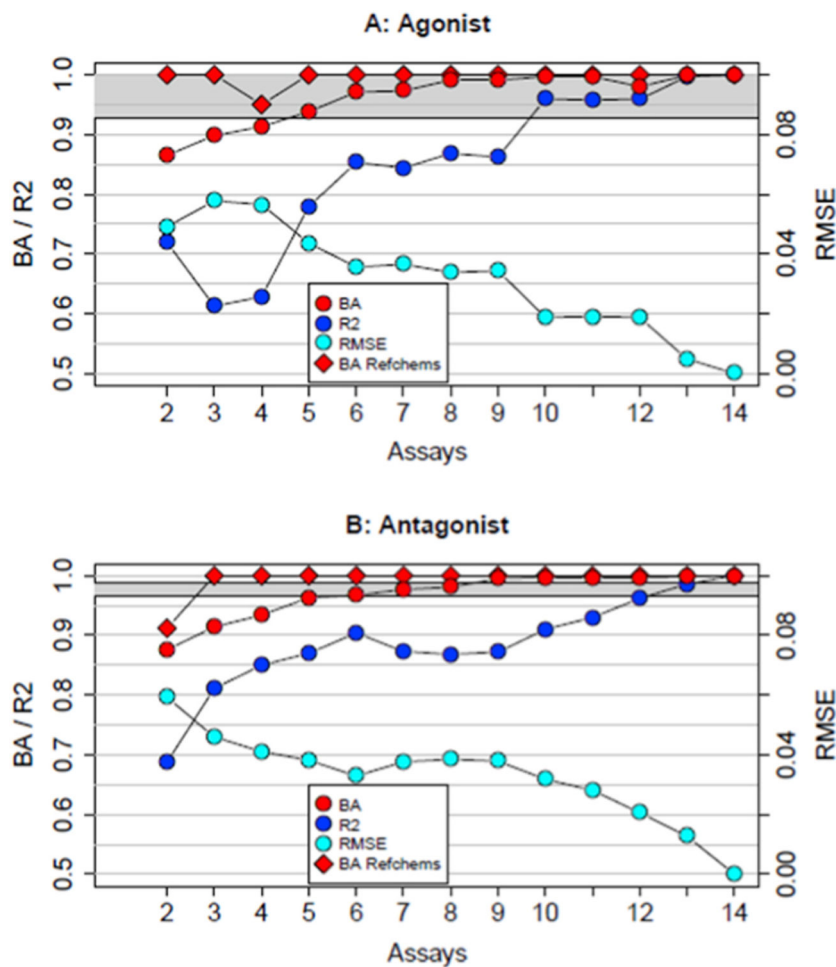 A: Agonist
BA / R2
1.0
0.9
0.8
0.7
0.6
0.5
0.08
0.04
0.00
RMSE
BA
R2
RMSE
BA Refchems
2 3 4 5 6 7 8 9 10 12 14
Assays
B: Antagonist
BA / R2
1.0
0.9
0.8
0.7
0.6
0.5
0.08
0.04
0.00
RMSE
BA
R2
RMSE
BA Refchems
2 3 4 5 6 7 8 9 10 12 14
Assays